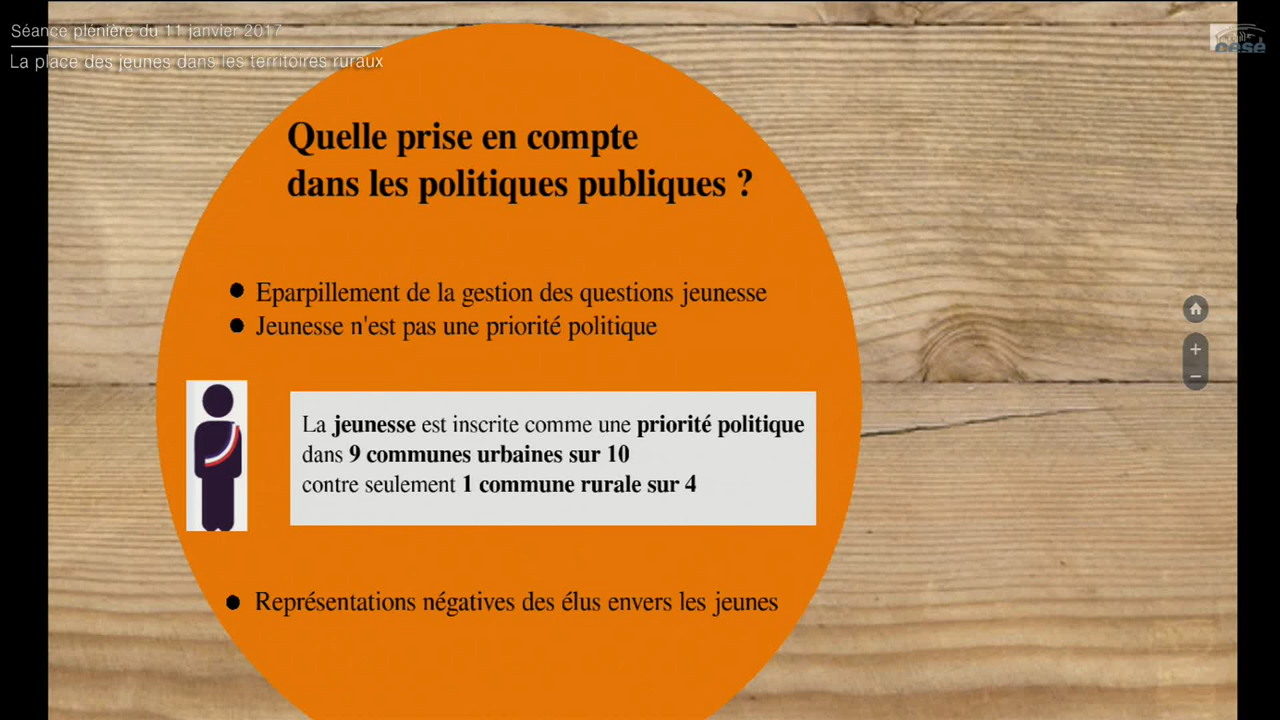 Séance plénière du 11 janvier 2017
La place des jeunes dans les territoires ruraux
cese
Quelle prise en compte
dans les politiques publiques ?
Eparpillement de la gestion des questions jeunesse
Jeunesse n'est pas une priorité politique
La jeunesse est inscrite comme une priorité politique
dans 9 communes urbaines sur 10
contre seulement 1 commune rurale sur 4
Représentations négatives des élus envers les jeunes